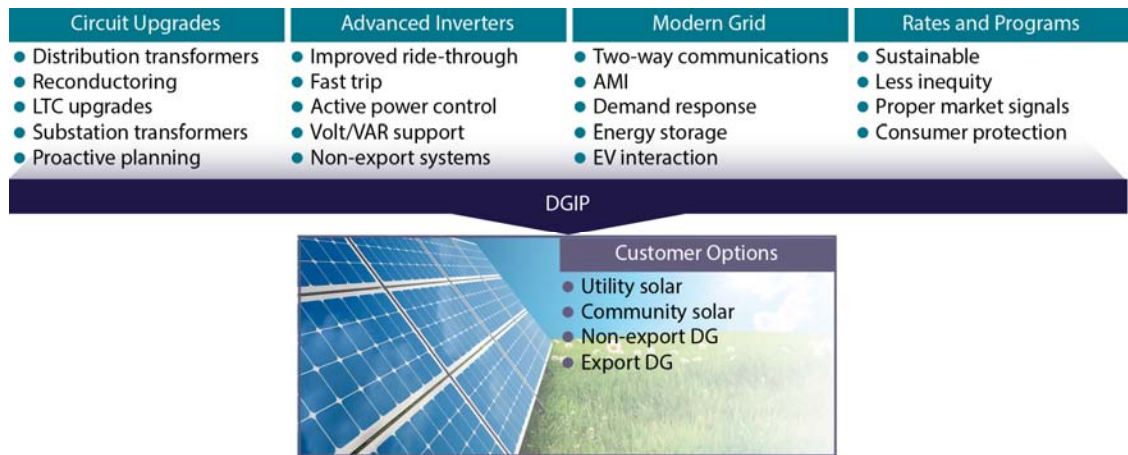 Circuit Upgrades
Distribution transformers
Reconductoring
LTC upgrades
Substation transformers
Proactive planning
Advanced Inverters
Improved ride-through
Fast trip
Active power control
Volt/VAR support
Non-export systems
Modern Grid
Two-way communications
AMI
Demand response
Energy storage
EV interaction
Rates and Programs
Sustainable
Less inequity
Proper market signals
Consumer protection
DGIP
Customer Options
Utility solar
Community solar
Non-export DG
Export DG